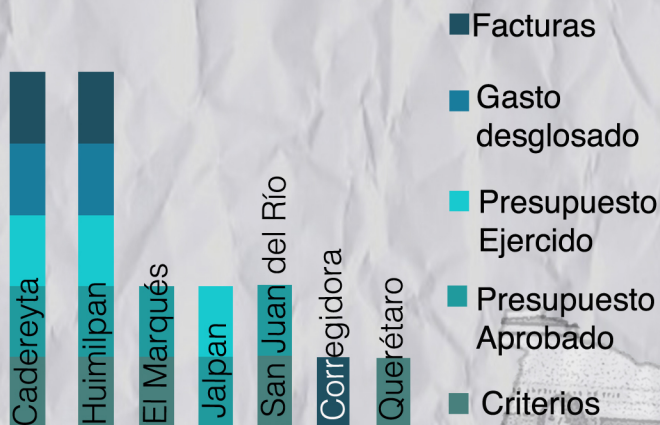 Facturas
Gasto
desglosado
Presupuesto
Ejercido
Presupuesto
Aprobado
Criterios
Cadereyta
Huimilpan
El Marqués
Jalpan
San Juan del Río
Corregidora
Querétaro